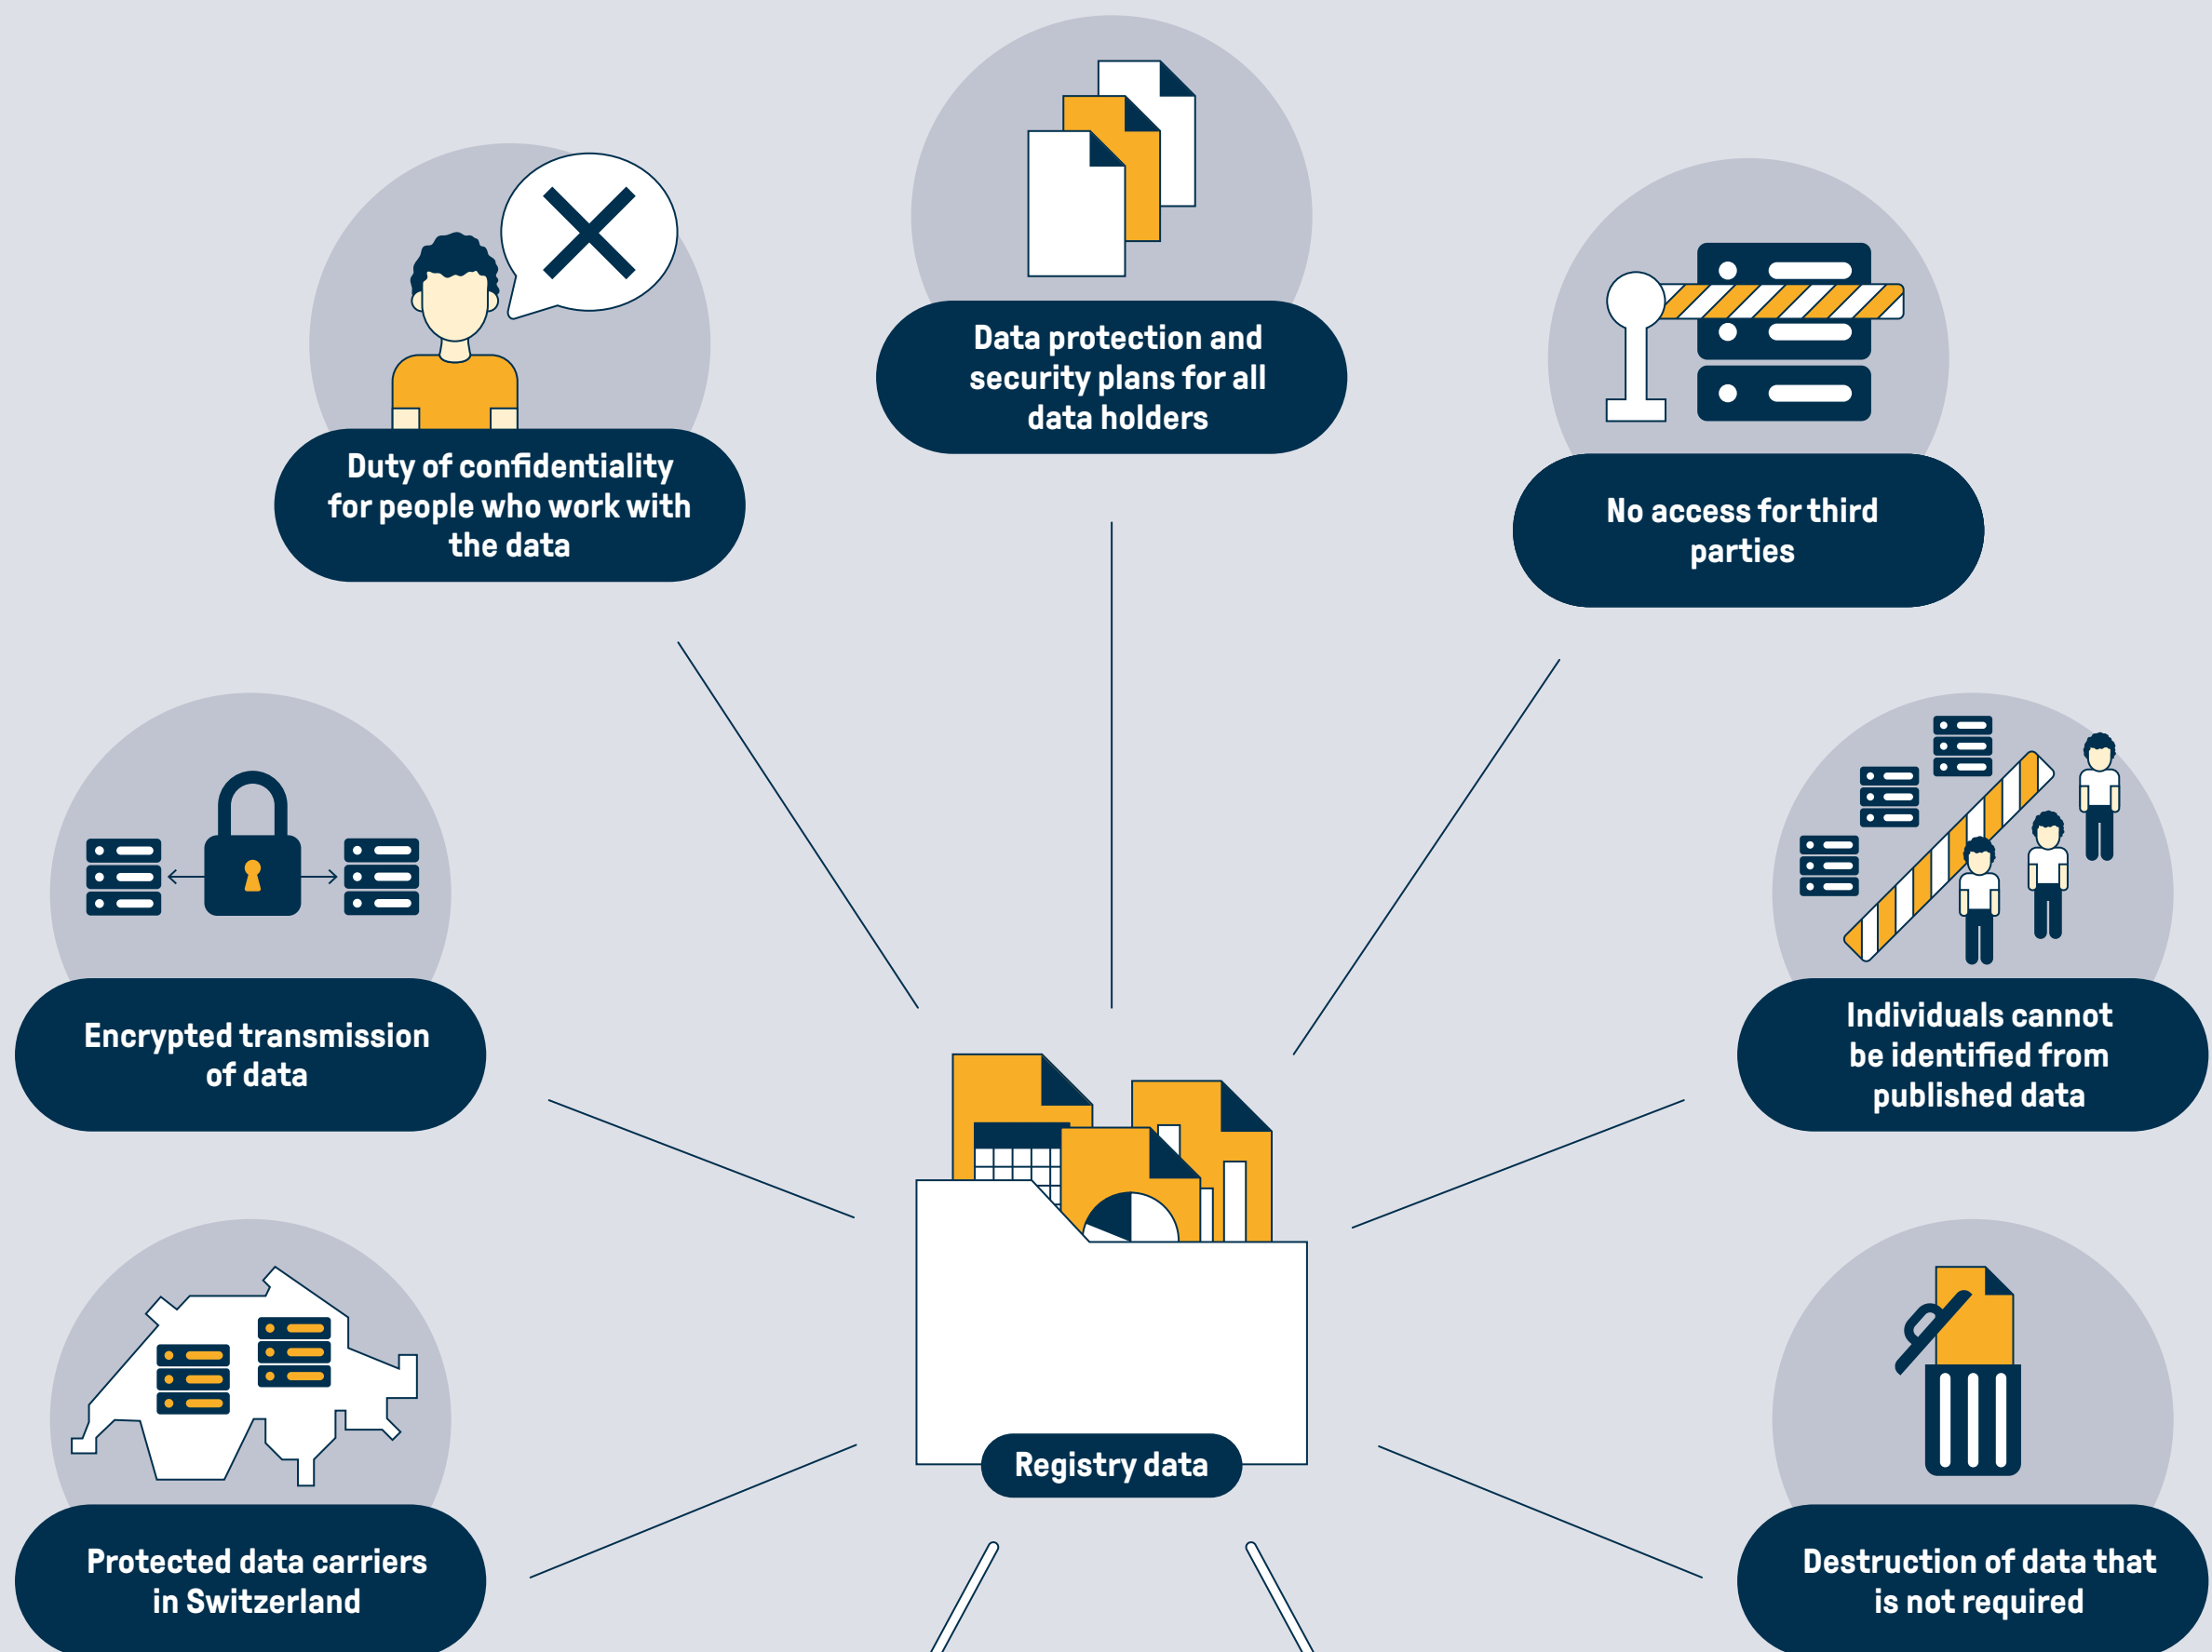 Data protection and
security plans for all
data holders
Duty of confidentiality
for people who work with
the data
No access for third
parties
Encrypted transmission
of data
Individuals cannot
be identified from
published data
Registry data
Protected data carriers
in Switzerland
Destruction of data that
is not required